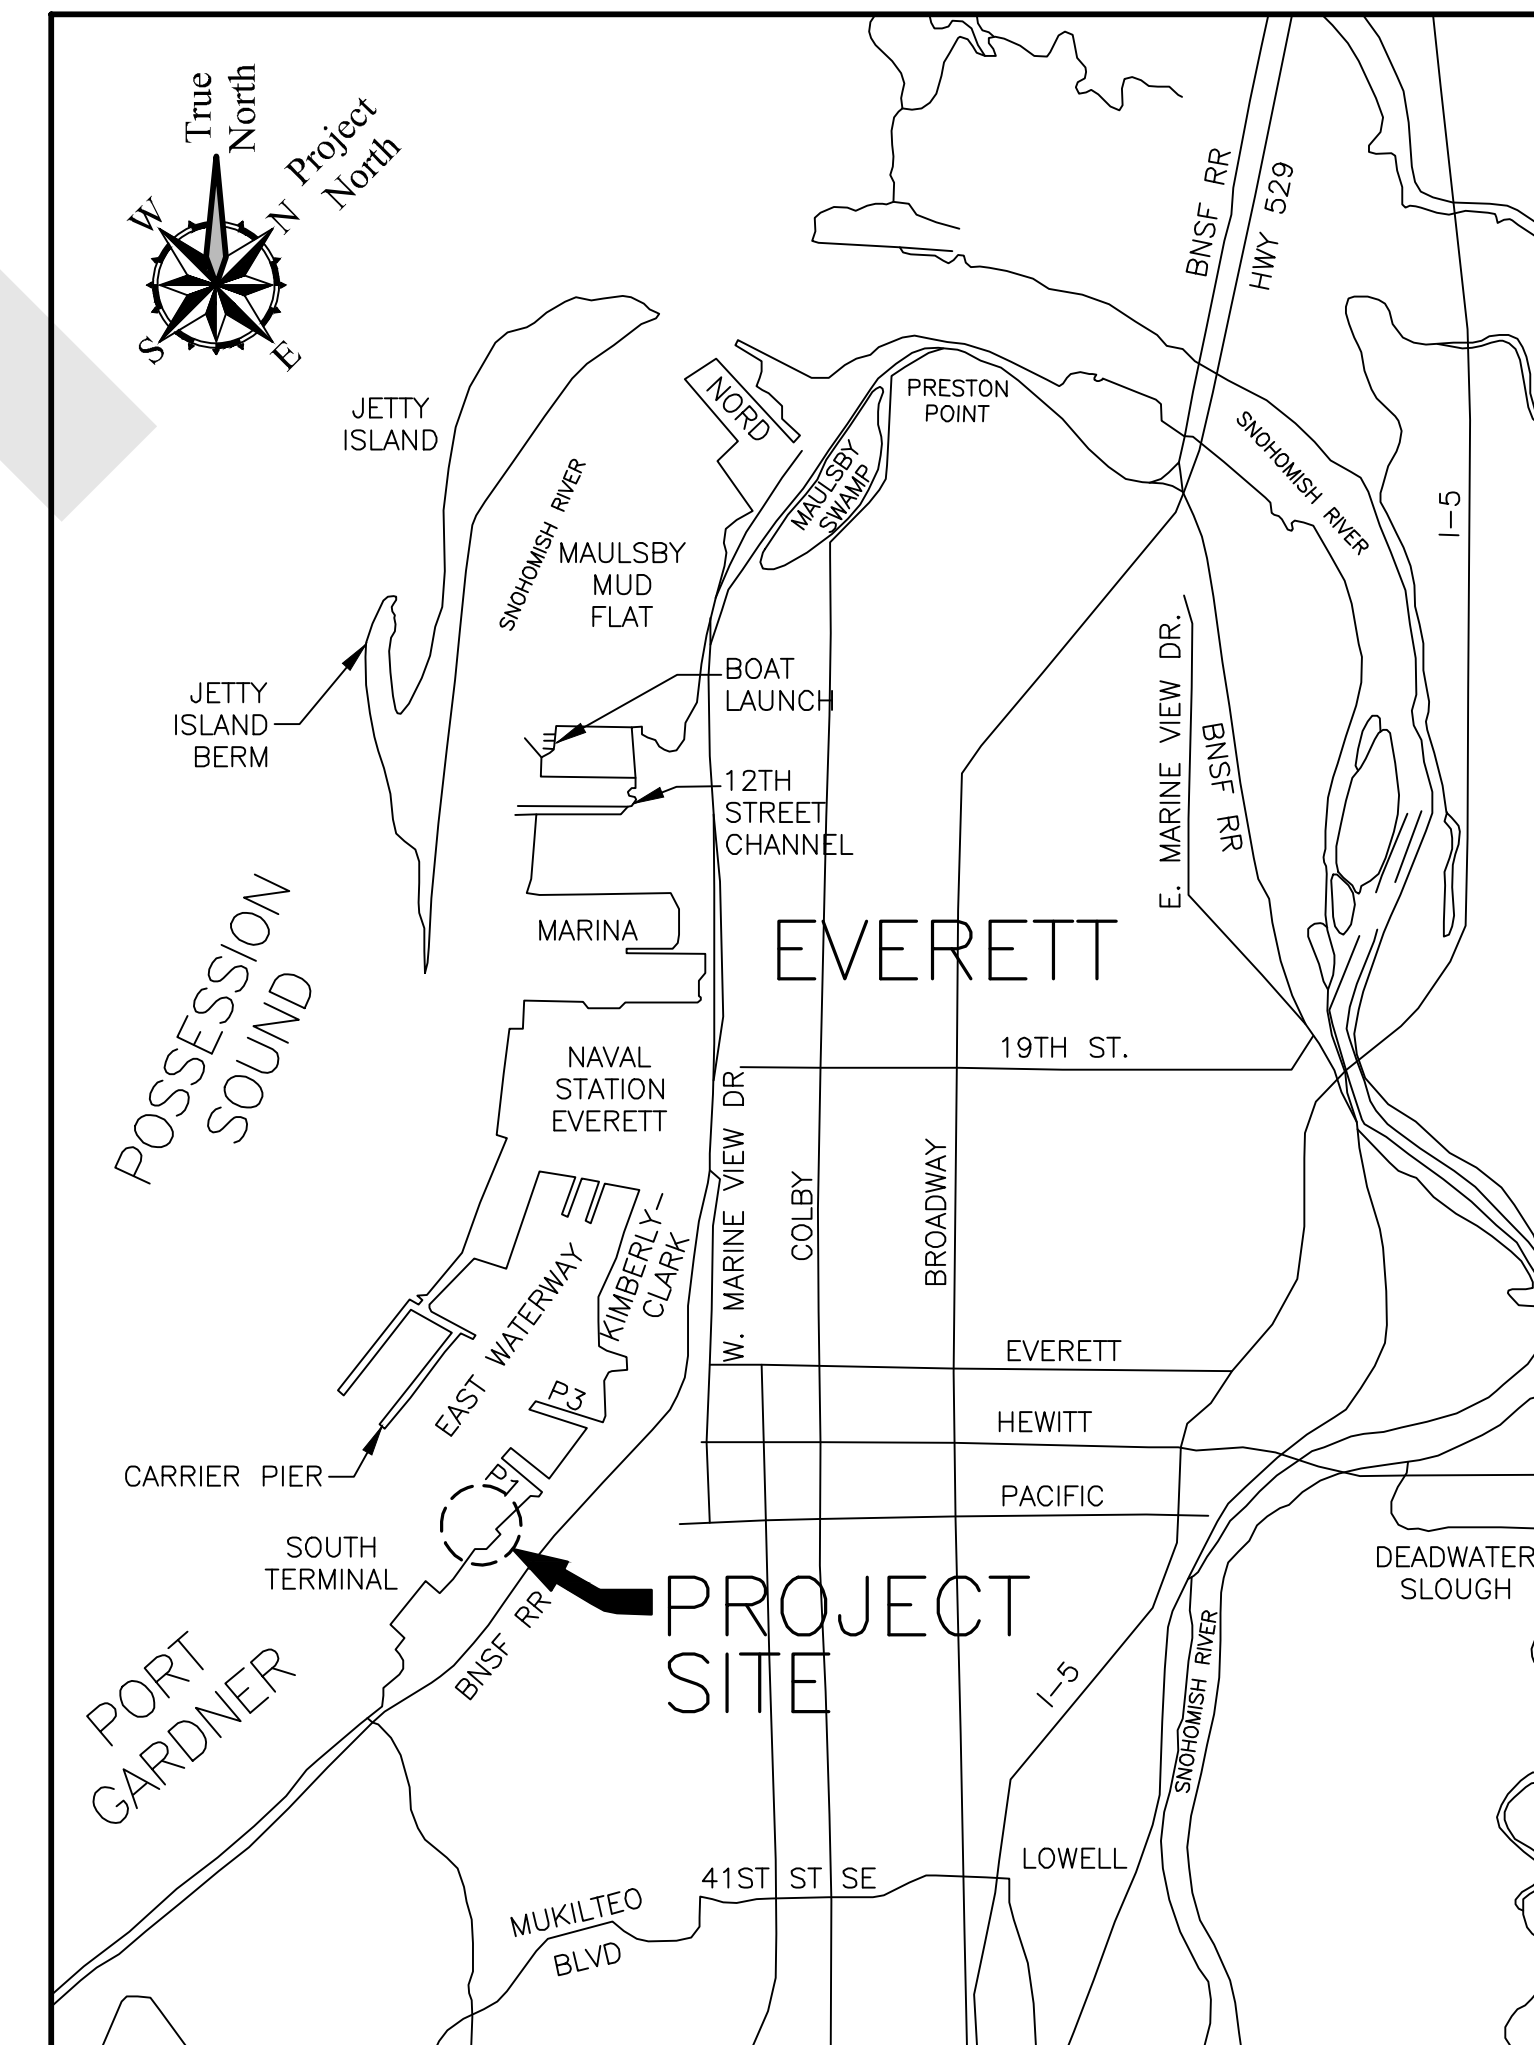 True
North
Project
North
W
N
S
E
BNSF RR
HWY 529
JETTY
ISLAND
NORD
PRESTON
POINT
MAULSBY
SWAMP
SNOHOMISH RIVER
I-5
SNOHOMISH RIVER
MAULSBY
MUD
FLAT
JETTY
ISLAND
BERM
BOAT
LAUNCH
12TH
STREET
CHANNEL
E. MARINE VIEW DR.
BNSF RR
MARINA
EVERETT
POSSESSION
SOUND
NAVAL
STATION
EVERETT
19TH ST.
W. MARINE VIEW DR
COLBY
BROADWAY
KIMBERLY-
CLARK
EAST WATERWAY
EVERETT
P3
HEWITT
CARRIER PIER
P1
PACIFIC
SOUTH
TERMINAL
DEADWATER
SLOUGH
PROJECT
SITE
BNSF RR
PORT
GARDNER
I-5
SNOHOMISH RIVER
LOWELL
41ST ST SE
MUKILTEO
BLVD